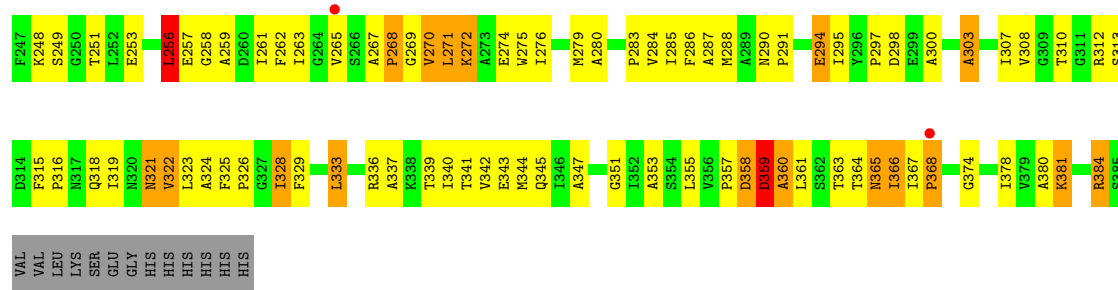 F247 K248 S249 G250 T251 L252 E253 L256 E257 G258 A259 D260 I261 F262 I263 G264 V265 S266 A267 P268 G269 V270 L271 K272 A273 E274 W275 I276 M279 A280 P283 V284 I285 F286 A287 M288 A289 N290 P291 E294 I295 Y296 P297 D298 E299 A300 A303 I307 V308 G309 T310 G311 R312 S313
D314 F315 P316 N317 Q318 I319 N320 N321 V322 L323 A324 F325 P326 G327 I328 F329 L333 R336 A337 K338 T339 I340 T341 V342 E343 M344 Q345 I346 A347 G351 I352 A353 S354 L355 V356 P357 D358 D359 A360 L361 S362 T363 T364 N365 I366 I367 P368 G374 I378 V379 A380 K381 R384 S385
VAL VAL LEU LYS SER GLU GLY HIS HIS HIS HIS HIS HIS